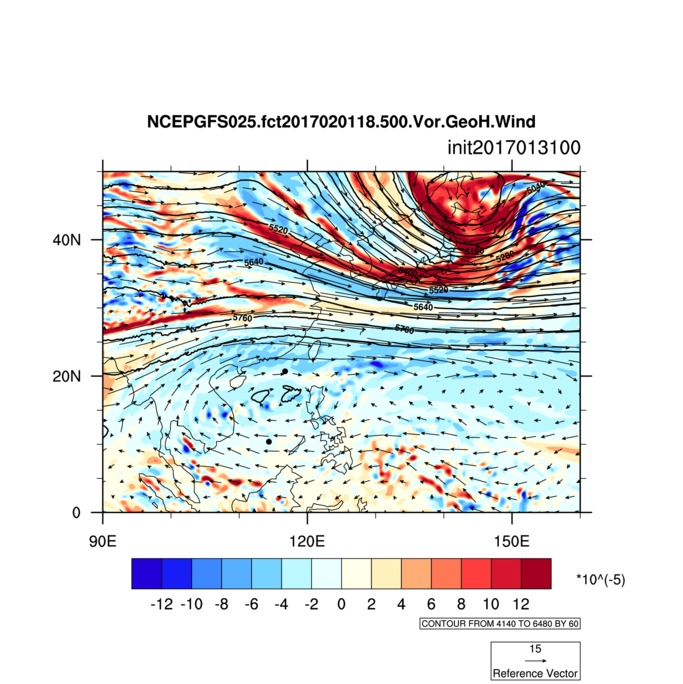 NCEPGFS025.fct2017020118.500.Vor.GeoH.Wind
init2017013100
5040
40N
5520
5160
5280
5640
5520
5640
5760
5760
20N
0
90E 120E 150E
-12 -10 -8 -6 -4 -2 0 2 4 6 8 10 12 *10^(-5)
CONTOUR FROM 4140 TO 6480 BY 60
15
Reference Vector